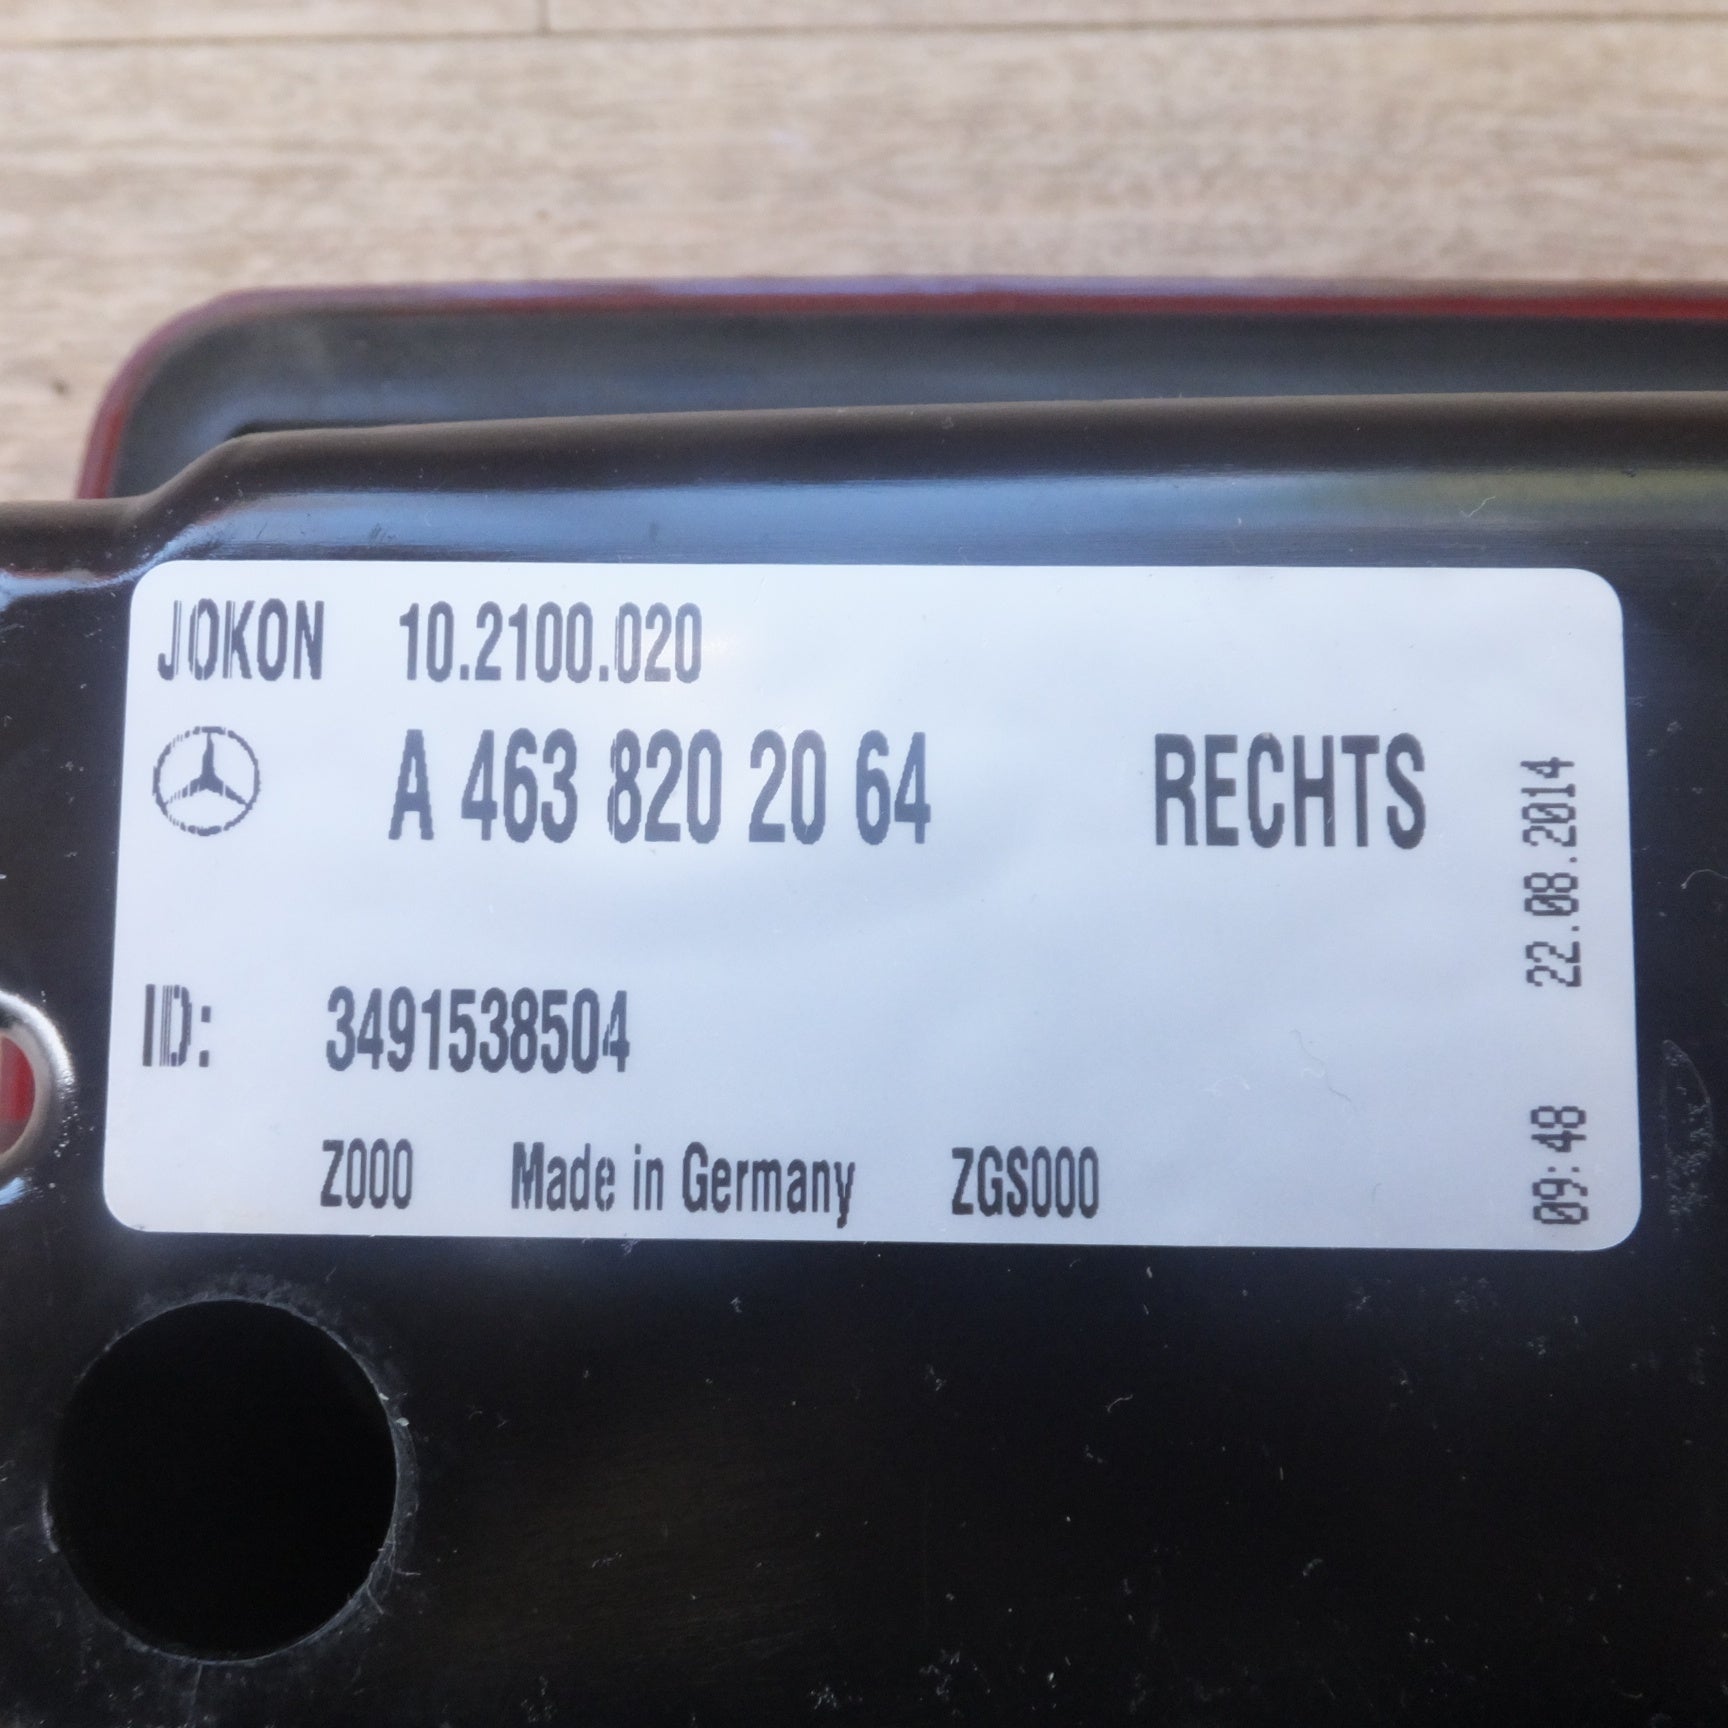 JOKON 10.2100.020
A 463 820 20 64 RECHTS
ID: 3491538504
Z000 Made in Germany ZGS000
09:48 22.08.2014